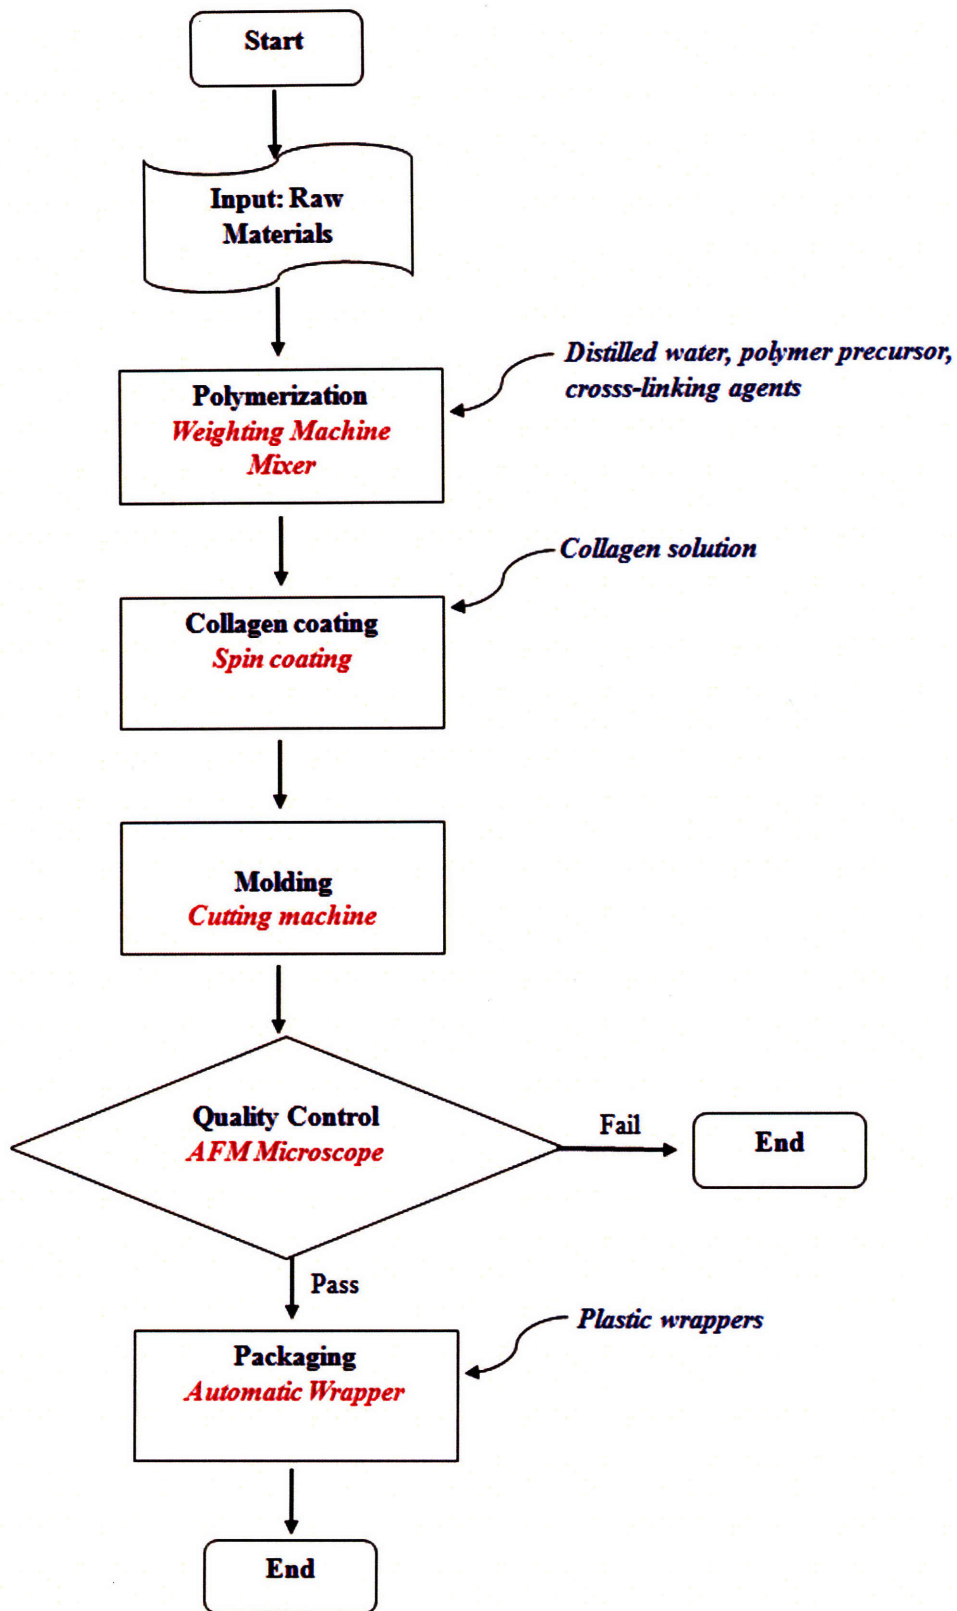 Start
Input: Raw
Materials
Distilled water, polymer precursor,
crosss-linking agents
Polymerization
Weighting Machine
Mixer
Collagen solution
Collagen coating
Spin coating
Molding
Cutting machine
Quality Control
AFM Microscope
Fail
End
Pass
Plastic wrappers
Packaging
Automatic Wrapper
End